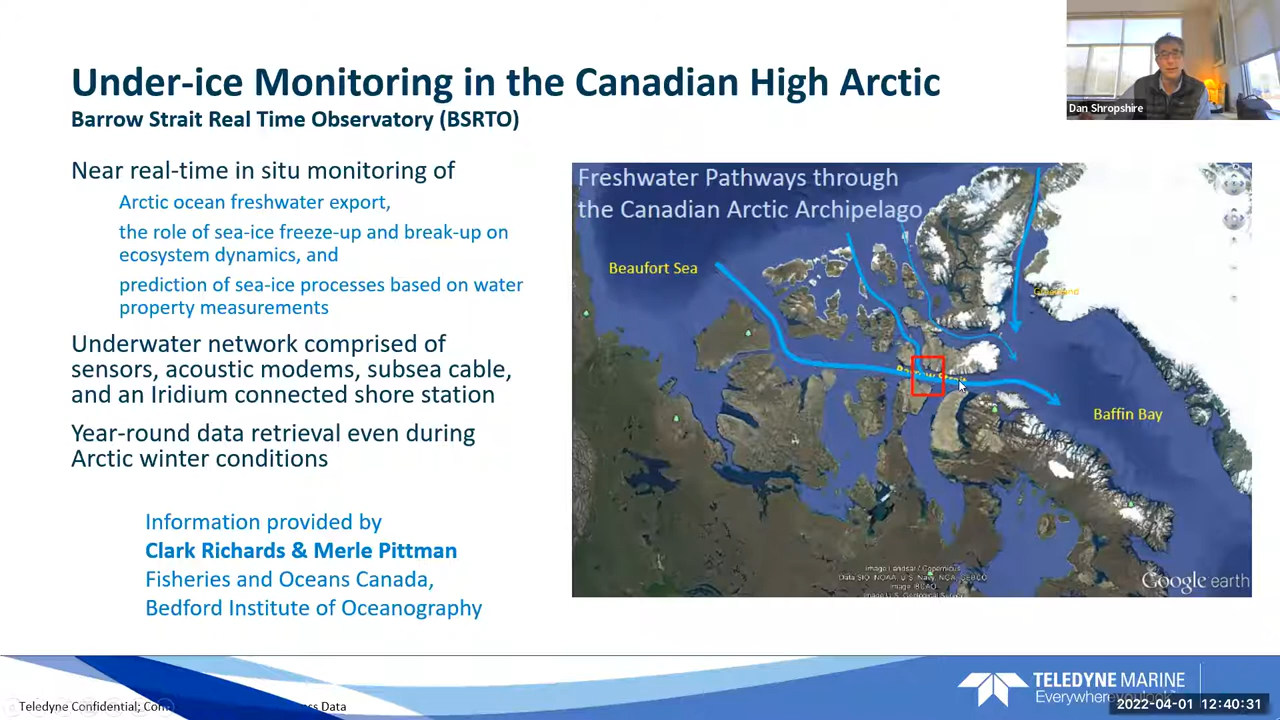 Under-ice Monitoring in the Canadian High Arctic
Barrow Strait Real Time Observatory (BSRTO)
Dan Shropshire
Near real-time in situ monitoring of
Arctic ocean freshwater export,
the role of sea-ice freeze-up and break-up on
ecosystem dynamics, and
prediction of sea-ice processes based on water
property measurements
Underwater network comprised of
sensors, acoustic modems, subsea cable,
and an Iridium connected shore station
Year-round data retrieval even during
Arctic winter conditions
Information provided by
Clark Richards & Merle Pittman
Fisheries and Oceans Canada,
Bedford Institute of Oceanography
Freshwater Pathways through
the Canadian Arctic Archipelago
Beaufort Sea
Greenland
Baffin Bay
Image Landsat / Copernicus
Data SIO, NOAA, U.S. Navy, NGA, GEBCO
Image IBCAO
Image U.S. Geological
Google earth
TELEDYNE MARINE
Everywhere
Teledyne Confidential;
Data
2022-04-01 12:40:31